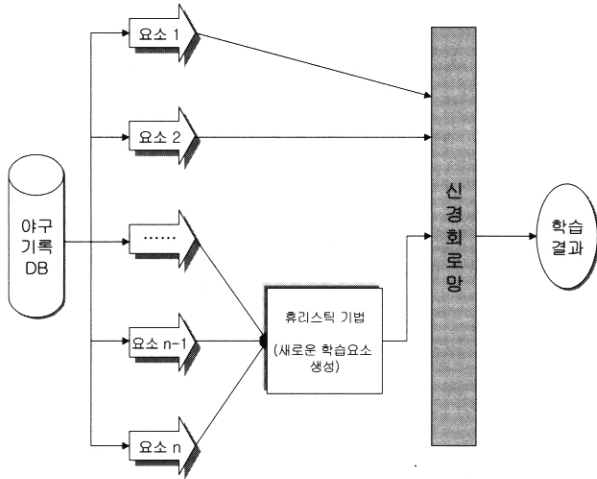 요소 1
요소 2
야구
기록
DB
......
요소 n-1
요소 n
휴리스틱 기법
(새로운 학습요소
생성)
신
경
회
로
망
학습
결과